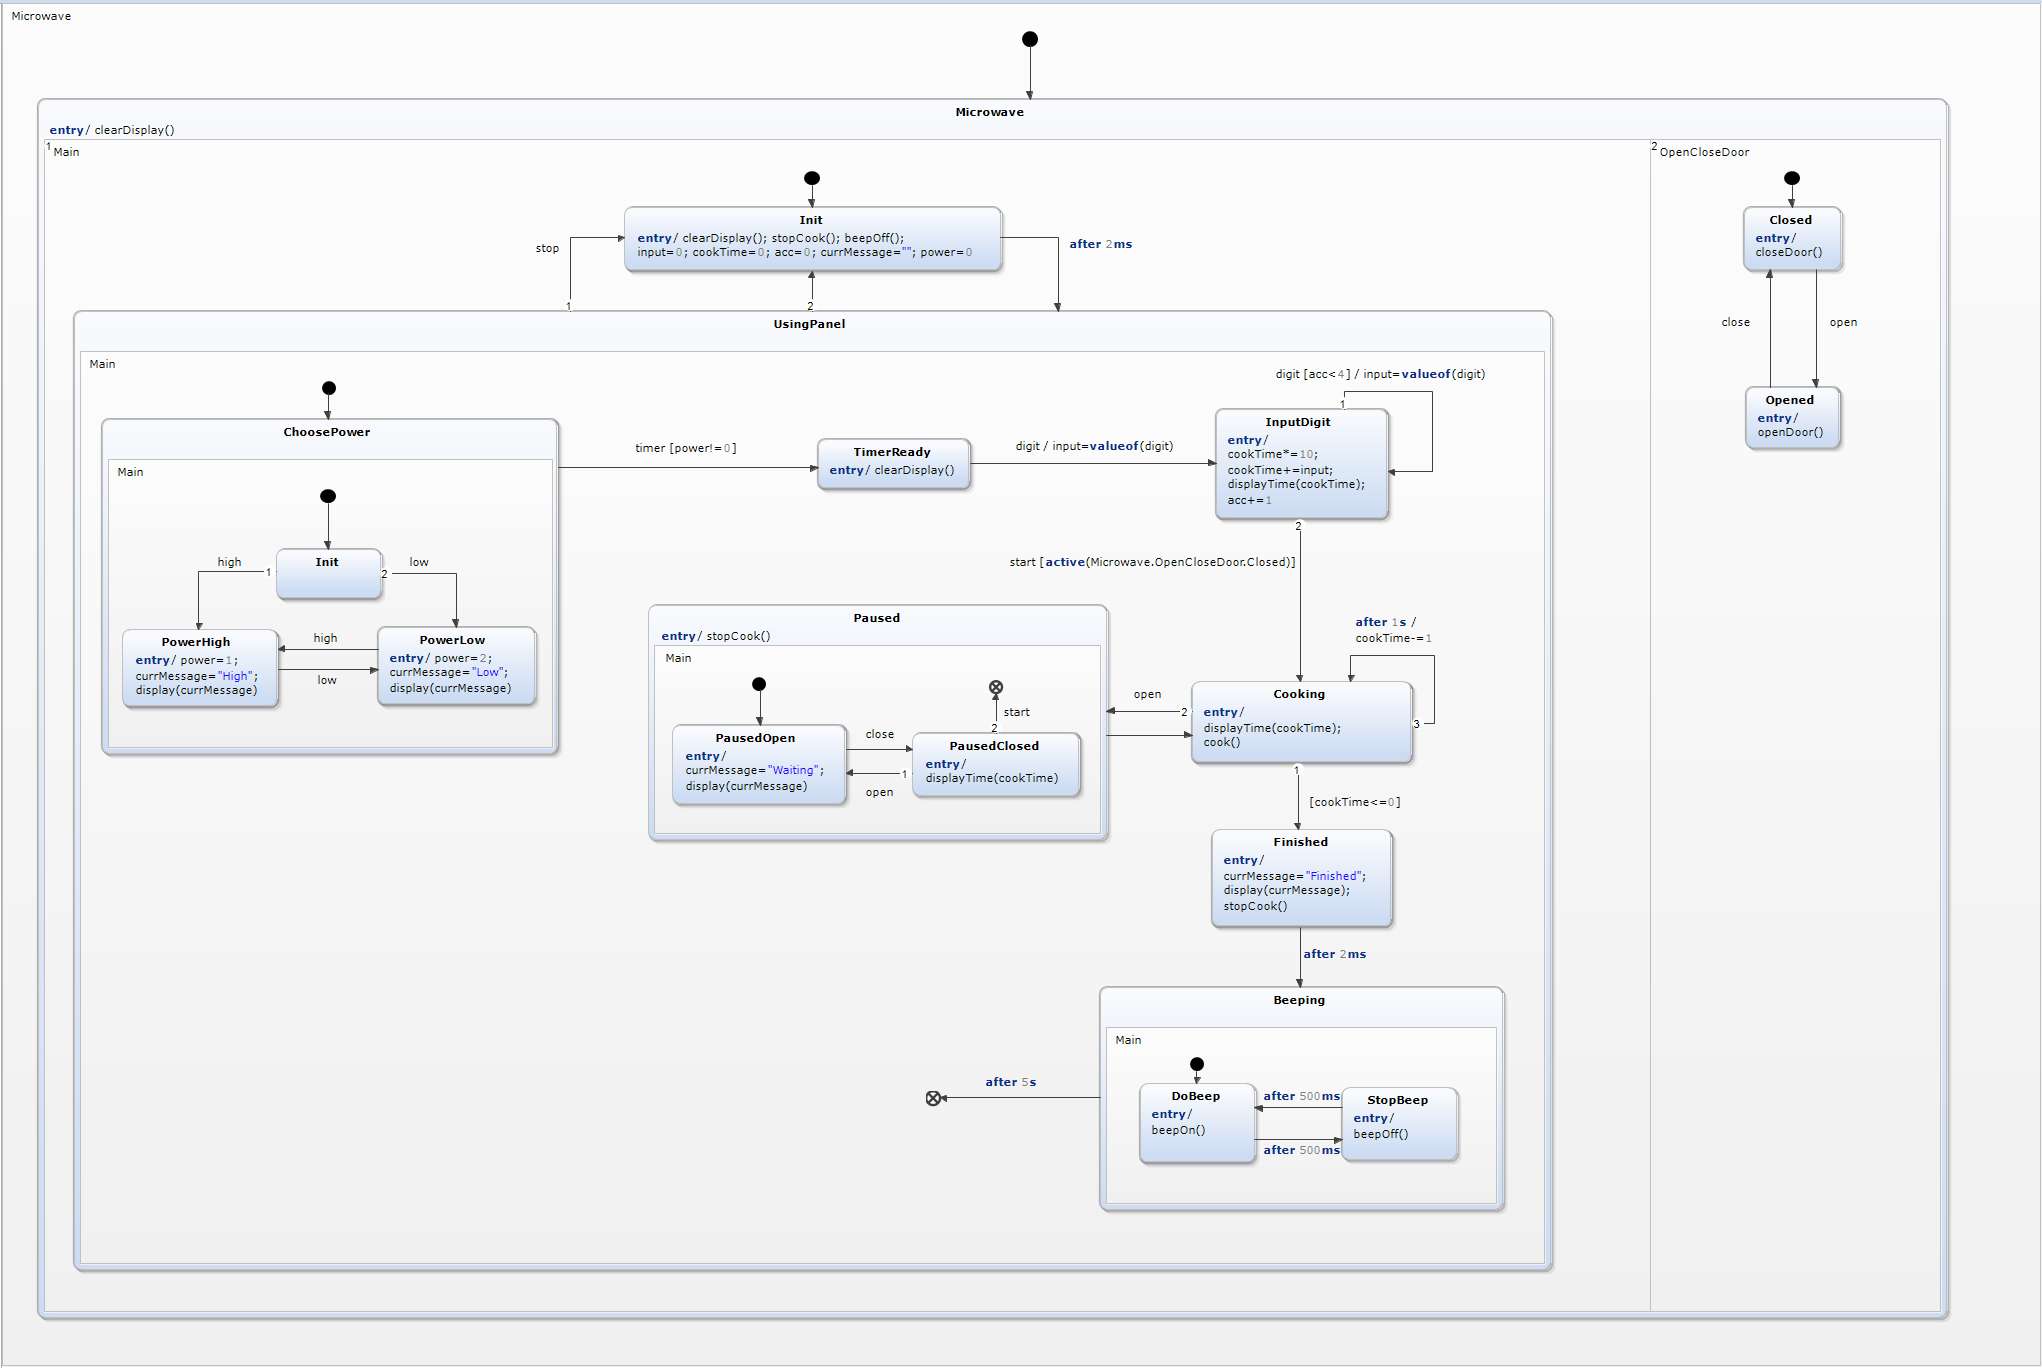 Microwave
Microwave
entry/ clearDisplay()
1
Main
2
OpenCloseDoor
Init
entry/ clearDisplay(); stopCook(); beepOff();
input=0; cookTime=0; acc=0; currMessage=""; power=0
stop
after 2ms
1
2
Closed
entry/
closeDoor()
close
open
Opened
entry/
openDoor()
UsingPanel
Main
ChoosePower
Main
Init
high
1
2
low
PowerHigh
entry/ power=1;
currMessage="High";
display(currMessage)
high
low
PowerLow
entry/ power=2;
currMessage="Low";
display(currMessage)
timer [power!=0]
TimerReady
entry/ clearDisplay()
digit / input=valueof(digit)
digit [acc<4] / input=valueof(digit)
1
InputDigit
entry/
cookTime*=10;
cookTime+=input;
displayTime(cookTime);
acc+=1
2
start [active(Microwave.OpenCloseDoor.Closed)]
Paused
entry/ stopCook()
Main
PausedOpen
entry/
currMessage="Waiting";
display(currMessage)
close
1
open
start
2
PausedClosed
entry/
displayTime(cookTime)
open
2
after 1s /
cookTime-=1
3
Cooking
entry/
displayTime(cookTime);
cook()
1
[cookTime<=0]
Finished
entry/
currMessage="Finished";
display(currMessage);
stopCook()
after 2ms
Beeping
Main
after 5s
DoBeep
entry/
beepOn()
after 500ms
after 500ms
StopBeep
entry/
beepOff()